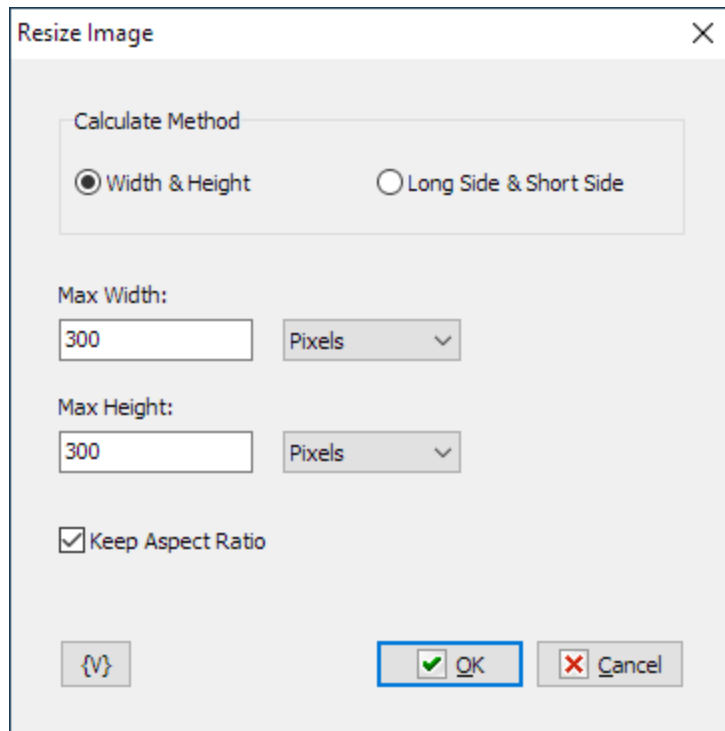 Resize Image
Calculate Method
Width & Height Long Side & Short Side
Max Width:
300 Pixels
Max Height:
300 Pixels
Keep Aspect Ratio
{V} OK Cancel